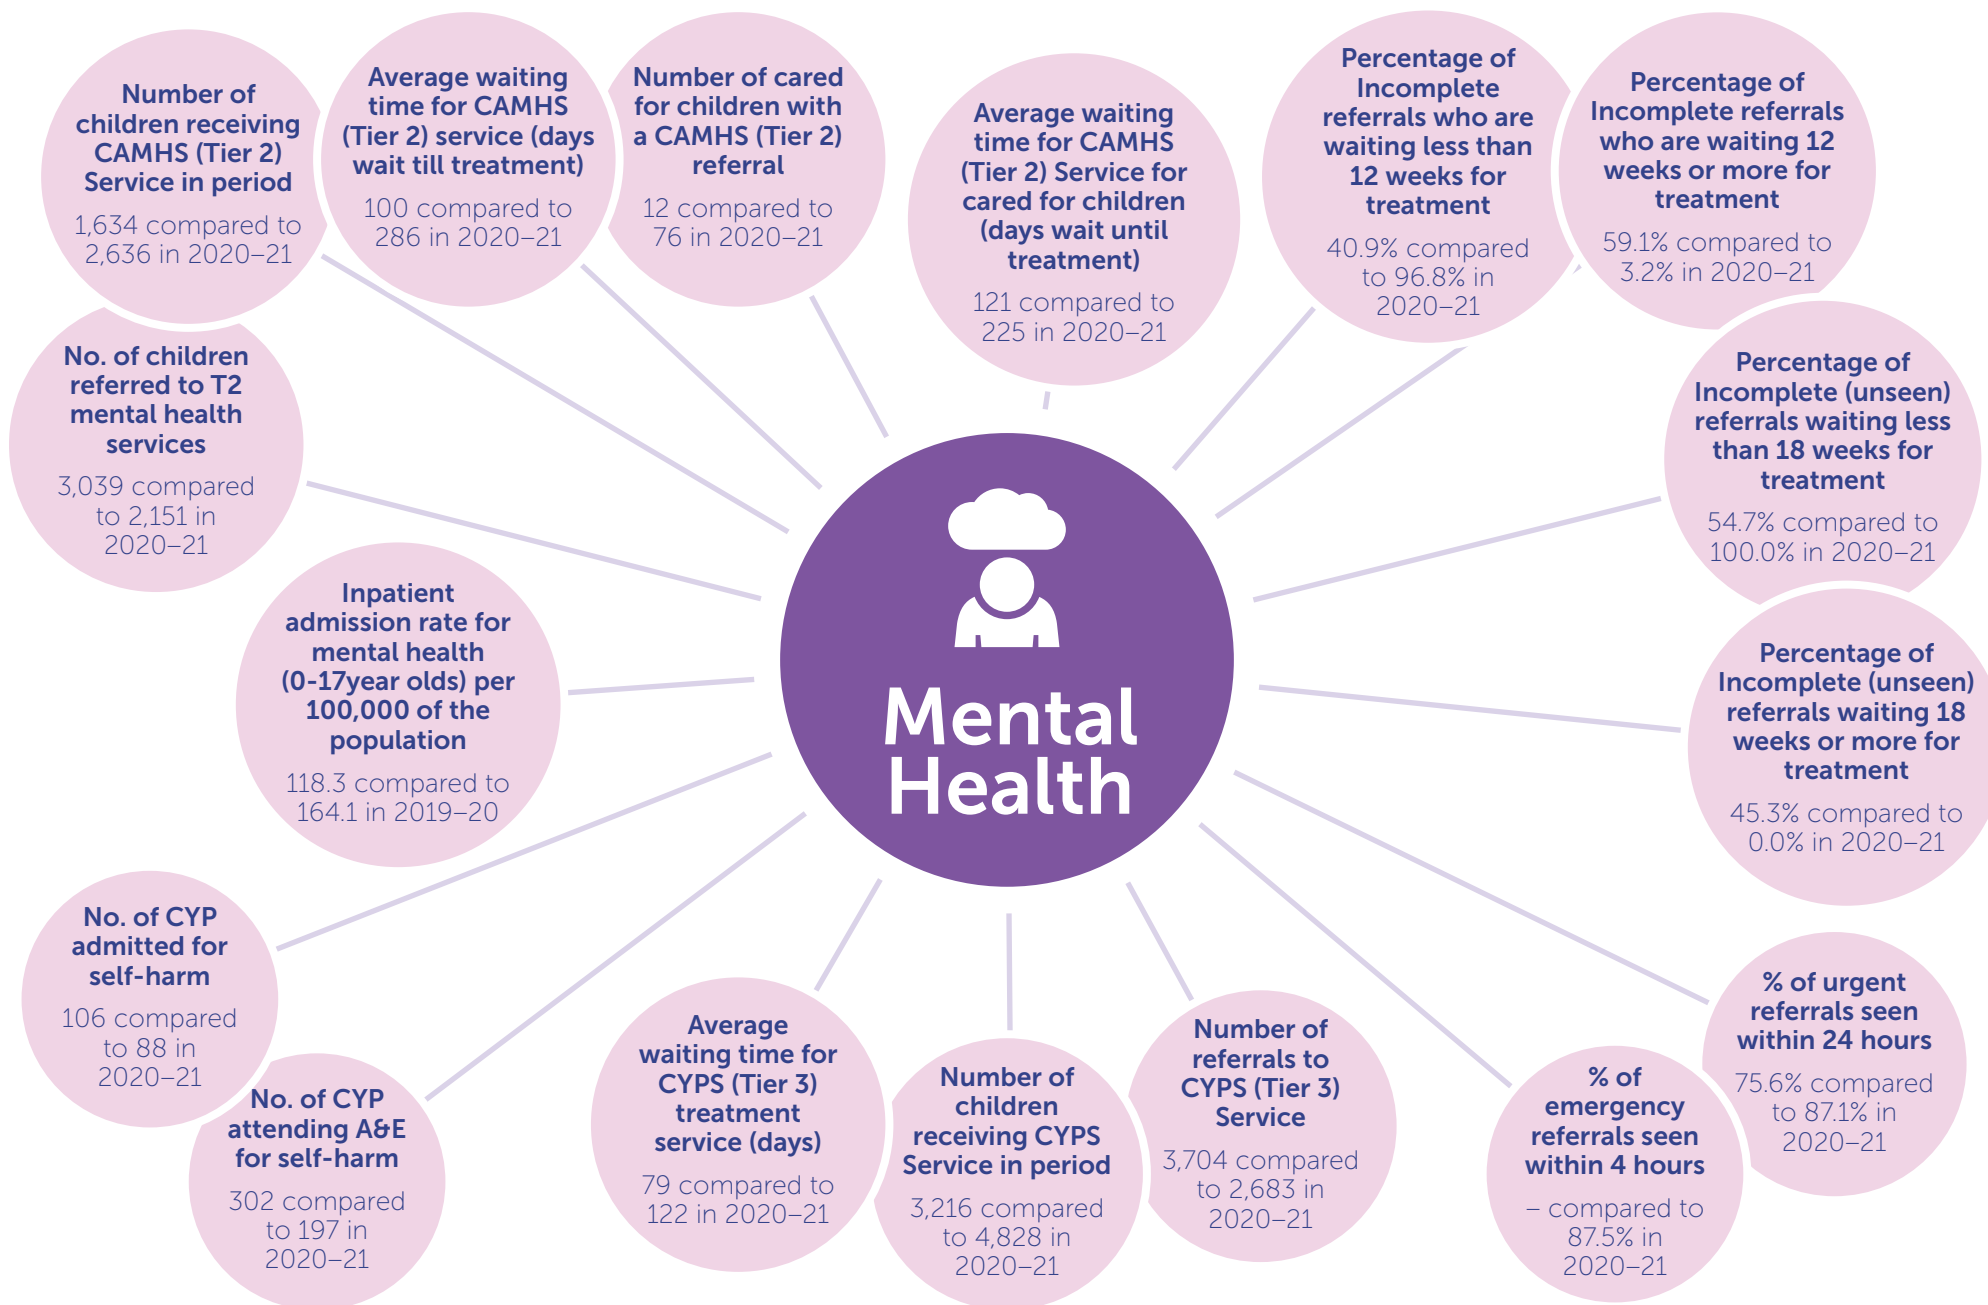 Number of
children receiving
CAMHS (Tier 2)
Service in period
1,634 compared to
2,636 in 2020–21
Average waiting
time for CAMHS
(Tier 2) service (days
wait till treatment)
100 compared to
286 in 2020–21
Number of cared
for children with
a CAMHS (Tier 2)
referral
12 compared to
76 in 2020–21
Average waiting
time for CAMHS
(Tier 2) Service for
cared for children
(days wait until
treatment)
121 compared to
225 in 2020–21
Percentage of
Incomplete
referrals who are
waiting less than
12 weeks for
treatment
40.9% compared
to 96.8% in
2020–21
Percentage of
Incomplete referrals
who are waiting 12
weeks or more for
treatment
59.1% compared to
3.2% in 2020–21
No. of children
referred to T2
mental health
services
3,039 compared
to 2,151 in
2020–21
Percentage of
Incomplete (unseen)
referrals waiting less
than 18 weeks for
treatment
54.7% compared to
100.0% in 2020–21
Inpatient
admission rate for
mental health
(0-17year olds) per
100,000 of the
population
118.3 compared to
164.1 in 2019–20
Mental
Health
Percentage of
Incomplete (unseen)
referrals waiting 18
weeks or more for
treatment
45.3% compared to
0.0% in 2020–21
No. of CYP
admitted for
self-harm
106 compared
to 88 in
2020–21
No. of CYP
attending A&E
for self-harm
302 compared
to 197 in
2020–21
Average
waiting time for
CYPS (Tier 3)
treatment
service (days)
79 compared to
122 in 2020–21
Number of
children
receiving CYPS
Service in period
3,216 compared
to 4,828 in
2020–21
Number of
referrals to
CYPS (Tier 3)
Service
3,704 compared
to 2,683 in
2020–21
% of
emergency
referrals seen
within 4 hours
– compared to
87.5% in
2020–21
% of urgent
referrals seen
within 24 hours
75.6% compared
to 87.1% in
2020–21